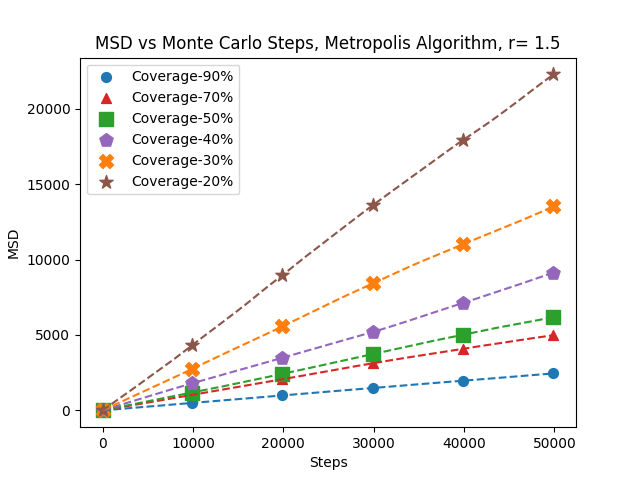 MSD vs Monte Carlo Steps, Metropolis Algorithm, r= 1.5
Coverage-90%
Coverage-70%
Coverage-50%
Coverage-40%
Coverage-30%
Coverage-20%
20000
15000
10000
5000
0
MSD
0 10000 20000 30000 40000 50000
Steps